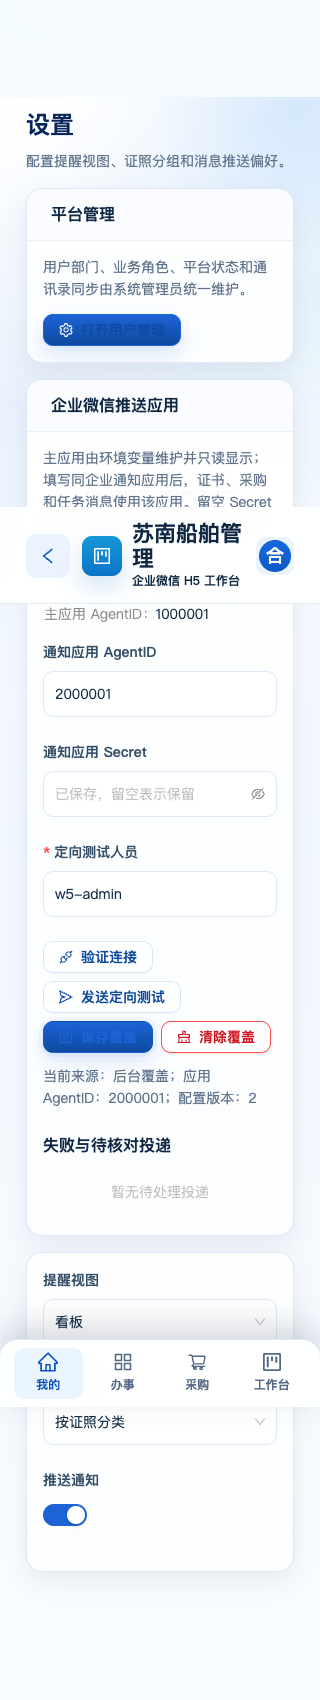 设置
配置提醒视图、证照分组和消息推送偏好。
平台管理
用户部门、业务角色、平台状态和通
讯录同步由系统管理员统一维护。
打开用户管理
企业微信推送应用
主应用由环境变量维护并只读显示；
填写同企业通知应用后，证书、采购
和任务消息使用该应用。留空 Secret
苏南船舶管
理
企业微信 H5 工作台
合
主应用 AgentID：1000001
通知应用 AgentID
2000001
通知应用 Secret
已保存，留空表示保留
* 定向测试人员
w5-admin
验证连接
发送定向测试
保存覆盖
清除覆盖
当前来源：后台覆盖；应用
AgentID：2000001；配置版本：2
失败与待核对投递
暂无待处理投递
提醒视图
看板
我的
办事
采购
工作台
按证照分类
推送通知